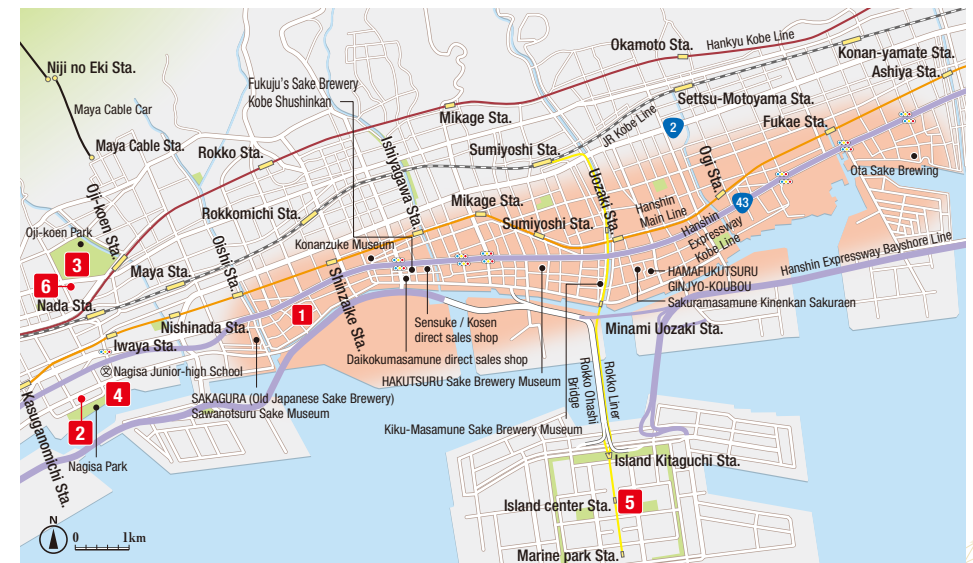 Okamoto Sta.
Hankyu Kobe Line
Konan-yamate Sta.
Ashiya Sta.
Niji no Eki Sta.
Maya Cable Car
Maya Cable Sta.
Fukuju's Sake Brewery
Kobe Shushinkan
Settsu-Motoyama Sta.
Mikage Sta.
JR Kobe Line
2
Fukae Sta.
Rokko Sta.
Sumiyoshi Sta.
Ishiyagawa Sta.
Uozaki Sta.
Ogi Sta.
Ota Sake Brewing
Oji-koen Sta.
Rokkomichi Sta.
Mikage Sta.
Hanshin
Main Line
43
Oji-koen Park
3
Oishi Sta.
Konanzuke Museum
Sumiyoshi Sta.
Hanshin
Expressway
Kobe Line
Hanshin Expressway Bayshore Line
Maya Sta.
6
Shinzaike Sta.
HAMAFUKUTSURU
GINJYO-KOUBOU
Nada Sta.
1
Sakuramasamune Kinenkan Sakuraen
Nishinada Sta.
Sensuke / Kosen
direct sales shop
Minami Uozaki Sta.
Iwaya Sta.
Daikokumasamune direct sales shop
Nagisa Junior-high School
HAKUTSURU Sake Brewery Museum
Rokko Ohashi
Bridge
Rokko Liner
4
SAKAGURA (Old Japanese Sake Brewery)
Sawanotsuru Sake Museum
Kasuganomichi Sta.
2
Kiku-Masamune Sake Brewery Museum
Nagisa Park
Island Kitaguchi Sta.
Island center Sta.
5
N
0
1km
Marine park Sta.